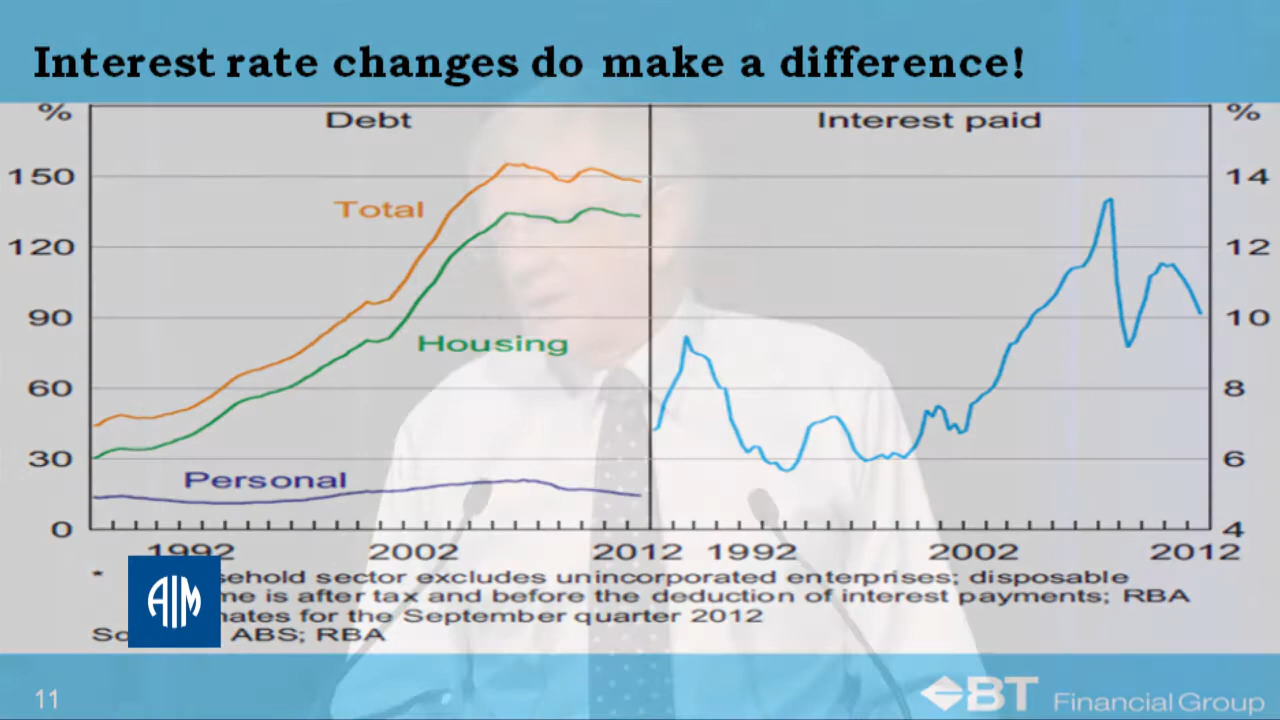 Interest rate changes do make a difference!
% Debt Interest paid %
150 14
Total
120 12
90 10
Housing
60 8
30 6
Personal
0 4
1992 2002 2012 1992 2002 2012
* sehold sector excludes unincorporated enterprises; disposable
me is after tax and before the deduction of interest payments; RBA
nates for the September quarter 2012
So ABS; RBA
AIM
11
BT Financial Group